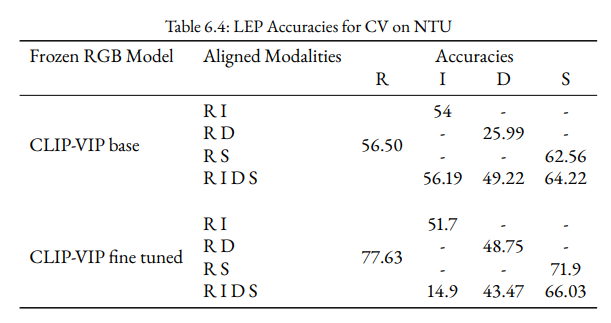 Table 6.4: LEP Accuracies for CV on NTU
Frozen RGB Model Aligned Modalities Accuracies
R I D S
CLIP-VIP base
R I 54 - -
R D - 25.99 -
56.50
R S - - 62.56
R I D S 56.19 49.22 64.22
CLIP-VIP fine tuned
R I 51.7 - -
R D - 48.75 -
77.63
R S - - 71.9
R I D S 14.9 43.47 66.03